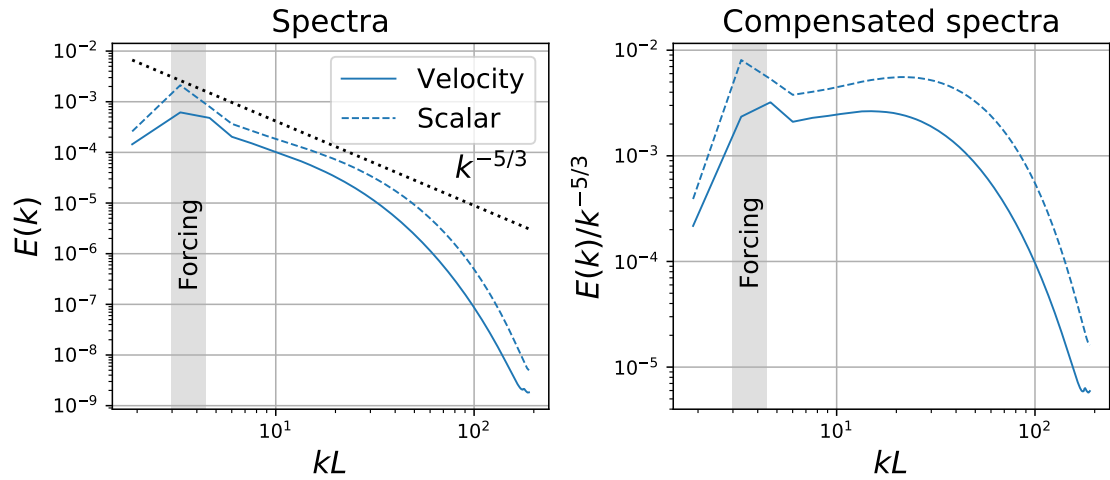 Spectra
Velocity
Scalar
k^{-5/3}
Forcing
E(k)
10^{-2}
10^{-3}
10^{-4}
10^{-5}
10^{-6}
10^{-7}
10^{-8}
10^{-9}
10^1
10^2
kL
Compensated spectra
Forcing
E(k)/k^{-5/3}
10^{-2}
10^{-3}
10^{-4}
10^{-5}
10^1
10^2
kL